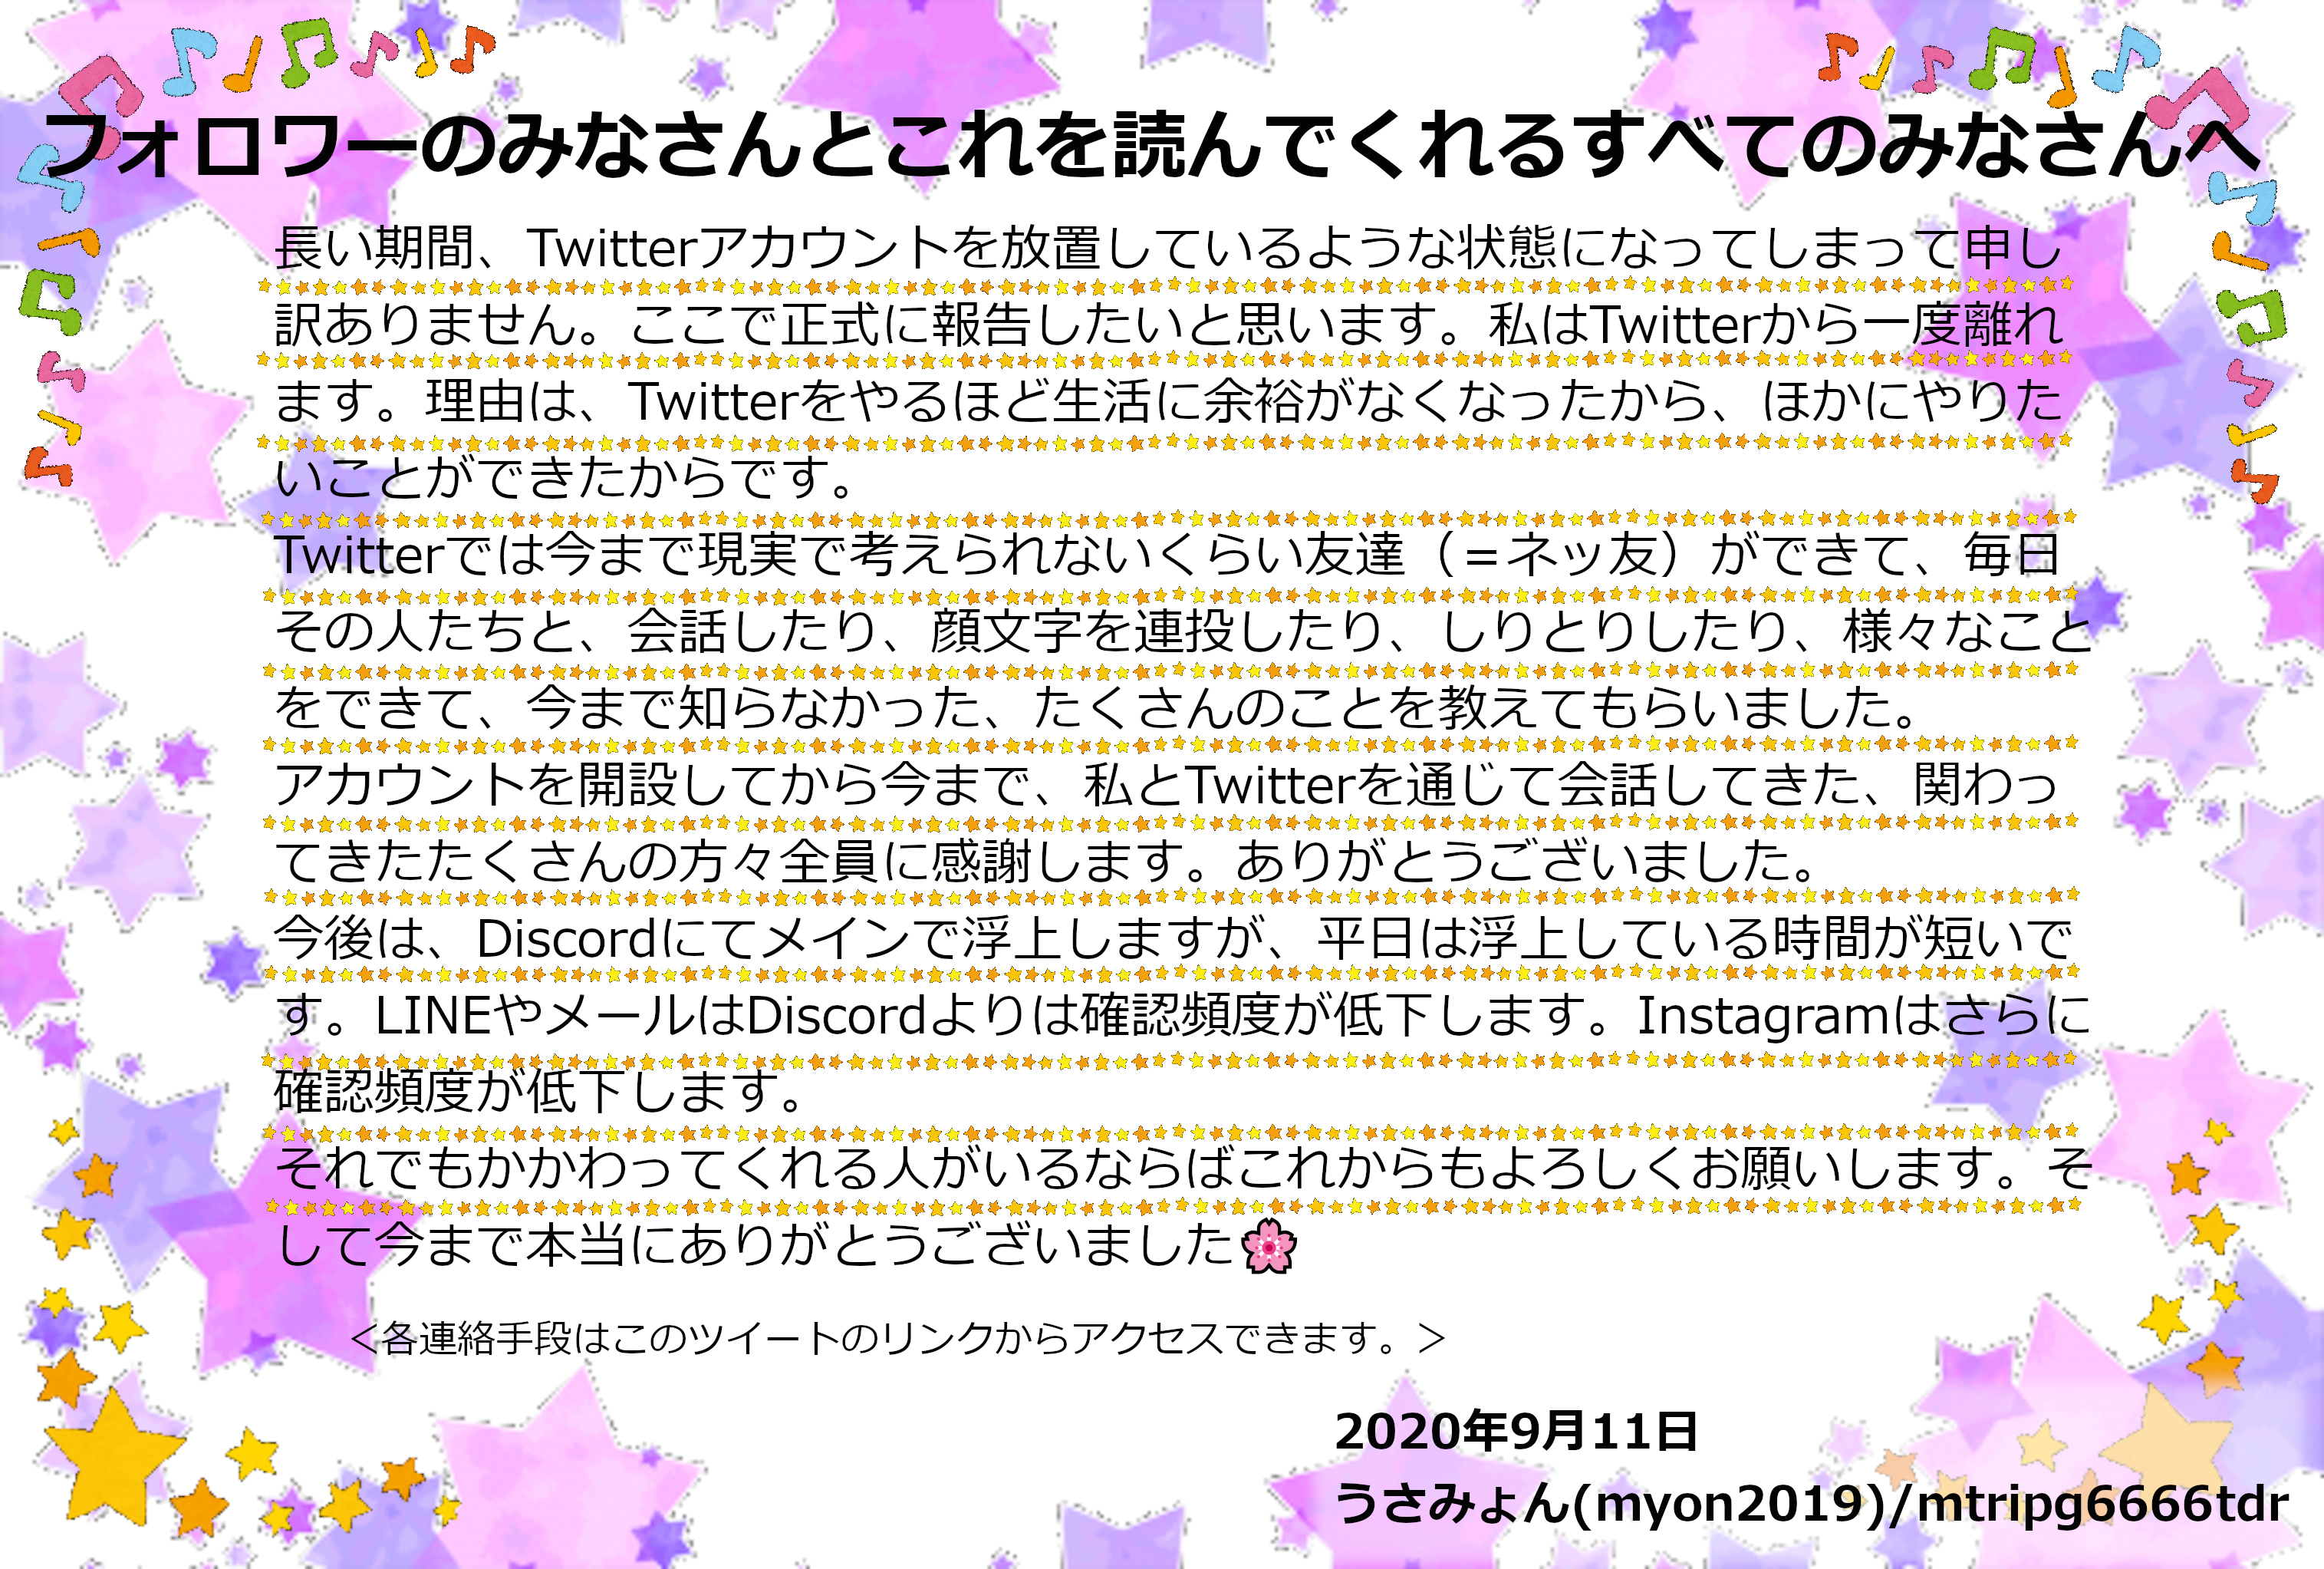 フォロワーのみなさんとこれを読んでくれるすべてのみなさんへ
長い期間、Twitterアカウントを放置しているような状態になってしまって申し
訳ありません。ここで正式に報告したいと思います。私はTwitterから一度離れ
ます。理由は、Twitterをやるほど生活に余裕がなくなったから、ほかにやりた
いことができたからです。
Twitterでは今まで現実で考えられないくらい友達（＝ネッ友）ができて、毎日
その人たちと、会話したり、顔文字を連投したり、しりとりしたり、様々なこと
をできて、今まで知らなかった、たくさんのことを教えてもらいました。
アカウントを開設してから今まで、私とTwitterを通じて会話してきた、関わっ
てきたたくさんの方々全員に感謝します。ありがとうございました。
今後は、Discordにてメインで浮上しますが、平日は浮上している時間が短いで
す。LINEやメールはDiscordよりは確認頻度が低下します。Instagramはさらに
確認頻度が低下します。
それでもかかわってくれる人がいるならばこれからもよろしくお願いします。そ
して今まで本当にありがとうございました🌸
＜各連絡手段はこのツイートのリンクからアクセスできます。＞
2020年9月11日
うさみょん(myon2019)/mtripg6666tdr